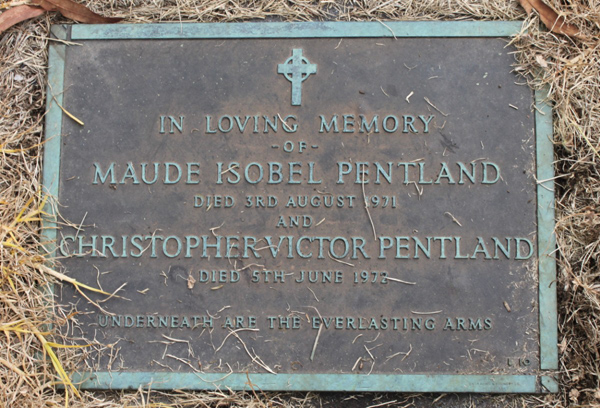 IN LOVING MEMORY
-OF-
MAUDE ISOBEL PENTLAND
DIED 3RD AUGUST 1971
AND
CHRISTOPHER VICTOR PENTLAND
DIED 5TH JUNE 1972
UNDERNEATH ARE THE EVERLASTING ARMS